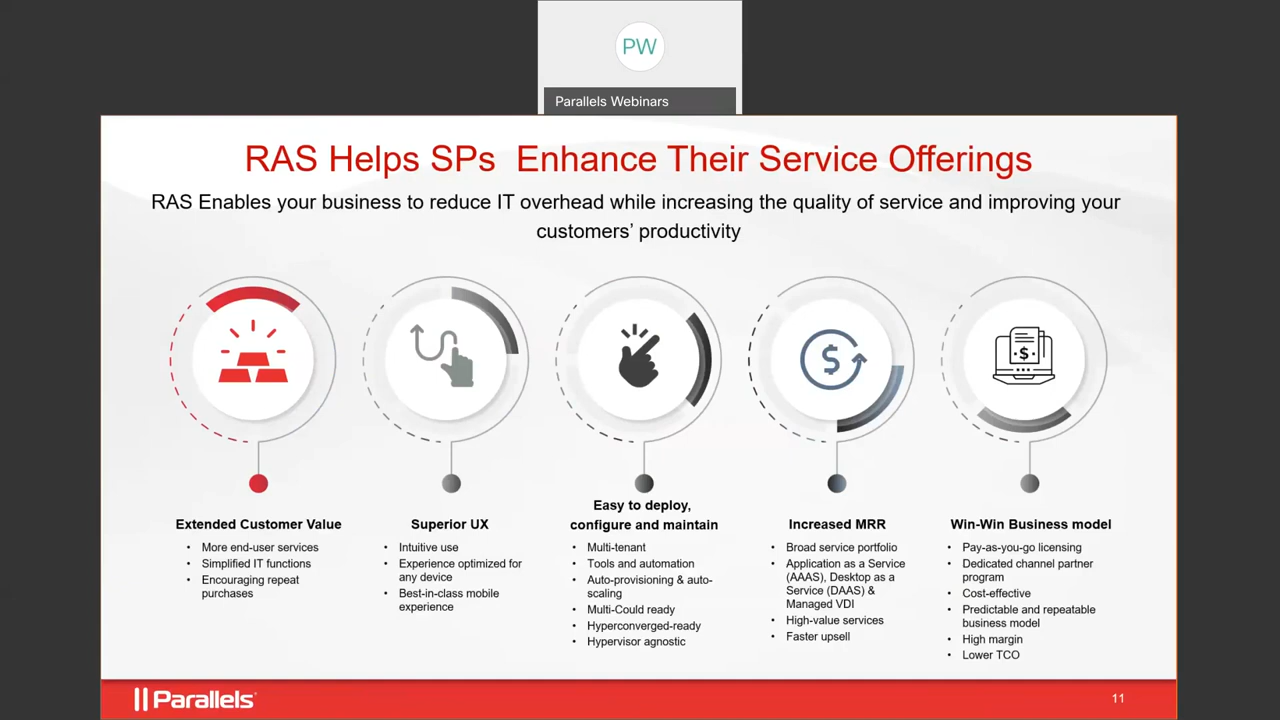 PW
Parallels Webinars
RAS Helps SPs  Enhance Their Service Offerings
RAS Enables your business to reduce IT overhead while increasing the quality of service and improving your
customers’ productivity
$
$
Extended Customer Value
• More end-user services
• Simplified IT functions
• Encouraging repeat
purchases
Superior UX
• Intuitive use
• Experience optimized for
any device
• Best-in-class mobile
experience
Easy to deploy,
configure and maintain
• Multi-tenant
• Tools and automation
• Auto-provisioning & auto-
scaling
• Multi-Could ready
• Hyperconverged-ready
• Hypervisor agnostic
Increased MRR
• Broad service portfolio
• Application as a Service
(AAAS), Desktop as a
Service (DAAS) &
Managed VDI
• High-value services
• Faster upsell
Win-Win Business model
• Pay-as-you-go licensing
• Dedicated channel partner
program
• Cost-effective
• Predictable and repeatable
business model
• High margin
• Lower TCO
Parallels
11